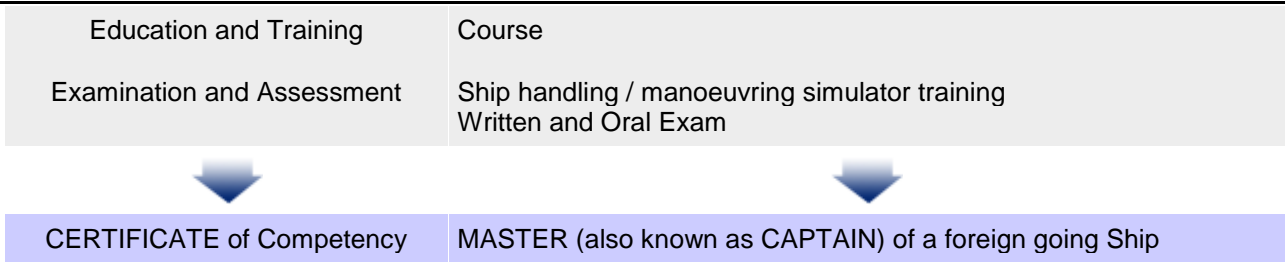 Education and Training Course
Examination and Assessment Ship handling / manoeuvring simulator training
Written and Oral Exam
CERTIFICATE of Competency MASTER (also known as CAPTAIN) of a foreign going Ship